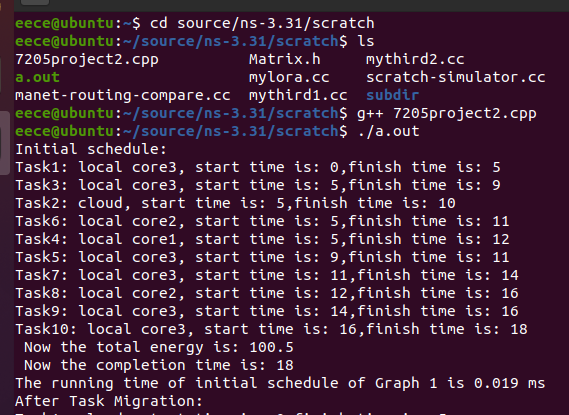 eece@ubuntu:~$ cd source/ns-3.31/scratch
eece@ubuntu:~/source/ns-3.31/scratch$ ls
7205project2.cpp Matrix.h mythird2.cc
a.out mylora.cc scratch-simulator.cc
manet-routing-compare.cc mythird1.cc subdir
eece@ubuntu:~/source/ns-3.31/scratch$ g++ 7205project2.cpp
eece@ubuntu:~/source/ns-3.31/scratch$ ./a.out
Initial schedule:
Task1: local core3, start time is: 0,finish time is: 5
Task3: local core3, start time is: 5,finish time is: 9
Task2: cloud, start time is: 5,finish time is: 10
Task6: local core2, start time is: 5,finish time is: 11
Task4: local core1, start time is: 5,finish time is: 12
Task5: local core3, start time is: 9,finish time is: 11
Task7: local core3, start time is: 11,finish time is: 14
Task8: local core2, start time is: 12,finish time is: 16
Task9: local core3, start time is: 14,finish time is: 16
Task10: local core3, start time is: 16,finish time is: 18
Now the total energy is: 100.5
Now the completion time is: 18
The running time of initial schedule of Graph 1 is 0.019 ms
After Task Migration: